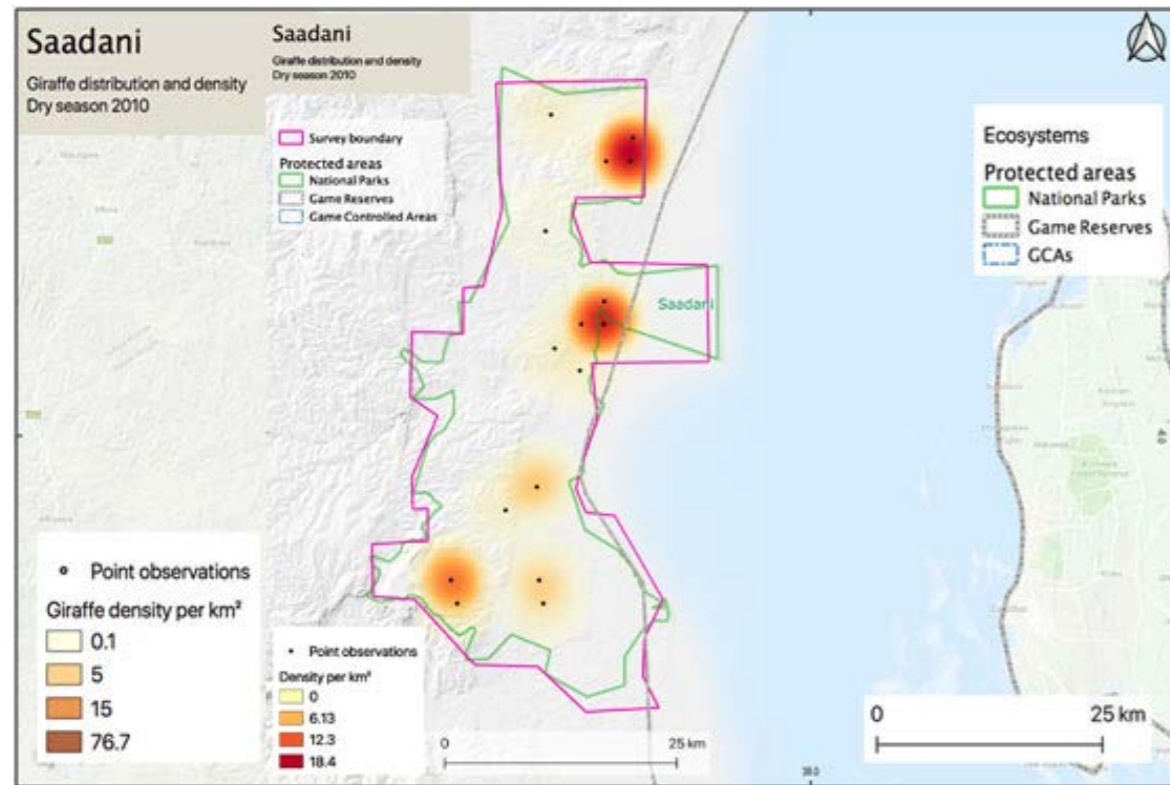 Saadani
Giraffe distribution and density
Dry season 2010
Saadani
Giraffe distribution and density
Dry season 2010
Survey boundary
Protected areas
National Parks
Game Reserves
Game Controlled Areas
Ecosystems
Protected areas
National Parks
Game Reserves
GCAs
Saadani
Point observations
Giraffe density per km²
0.1
5
15
76.7
Point observations
Density per km²
0
6.13
12.3
18.4
0 25 km
0 25 km